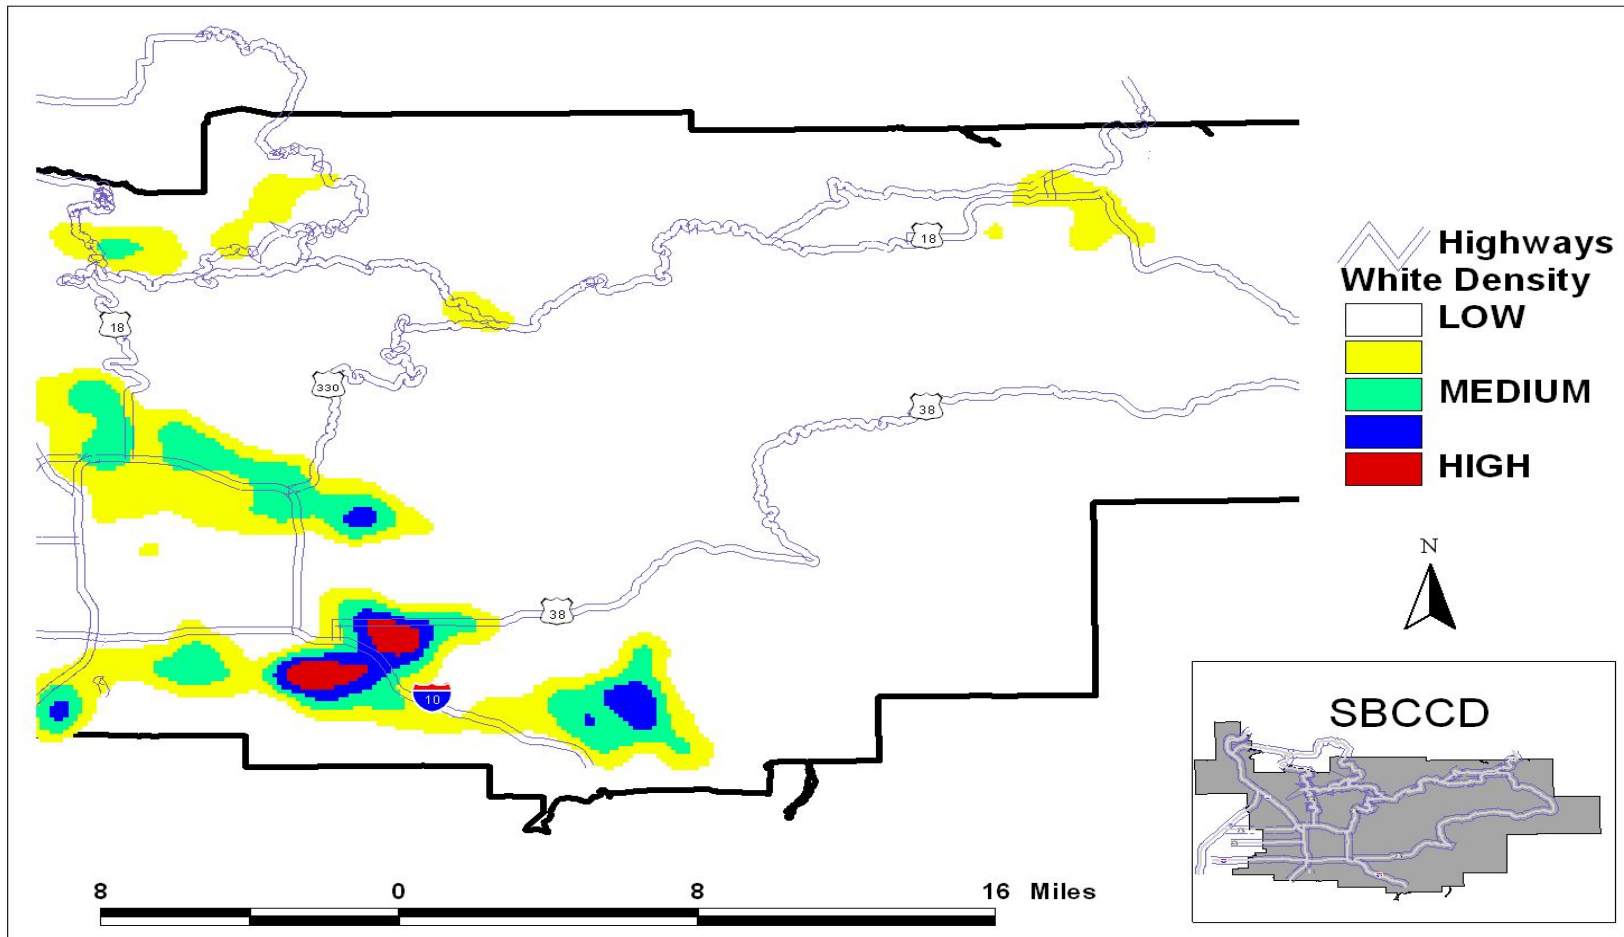 18
18
330
38
38
10
Highways
White Density
LOW
MEDIUM
HIGH
N
SBCCD
8 0 8 16 Miles